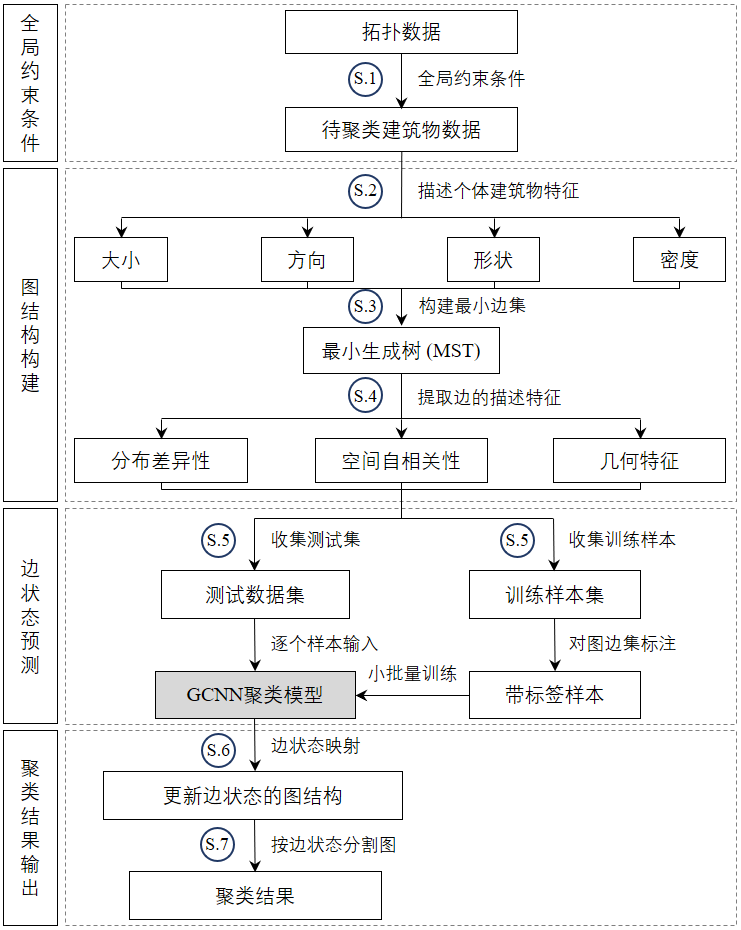 全局约束条件
拓扑数据
S.1
全局约束条件
待聚类建筑物数据
图结构构建
S.2
描述个体建筑物特征
大小
方向
形状
密度
S.3
构建最小边集
最小生成树 (MST)
S.4
提取边的描述特征
分布差异性
空间自相关性
几何特征
边状态预测
S.5
收集测试集
S.5
收集训练样本
测试数据集
训练样本集
逐个样本输入
对图边集标注
小批量训练
GCNN聚类模型
带标签样本
聚类结果输出
S.6
边状态映射
更新边状态的图结构
S.7
按边状态分割图
聚类结果